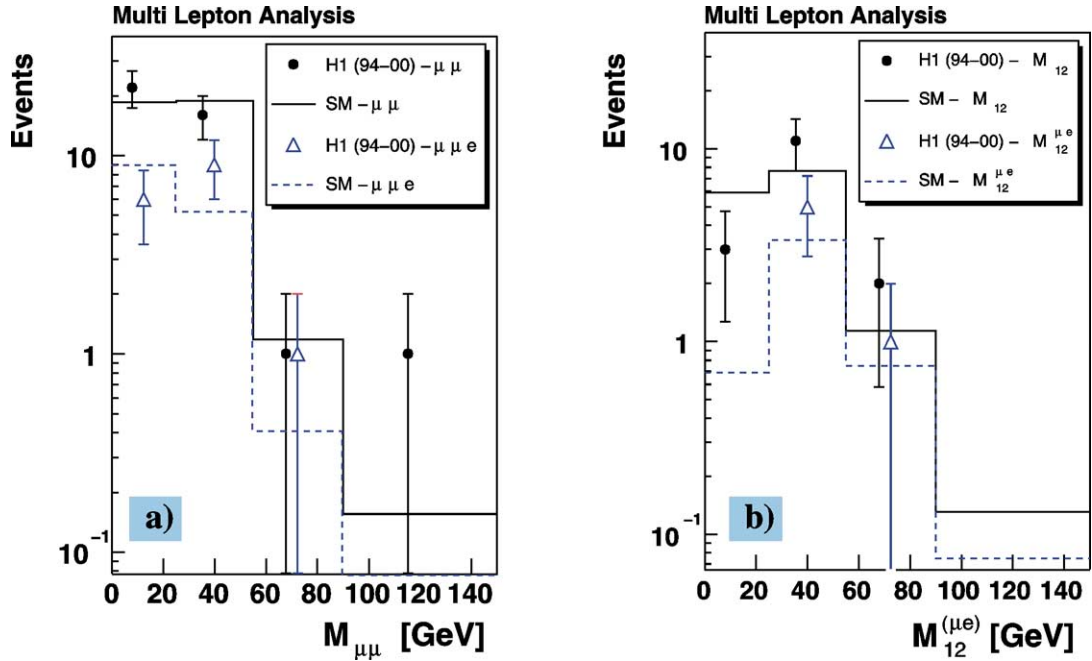 Multi Lepton Analysis
Events
H1 (94–00) – μ μ
SM – μ μ
H1 (94–00) – μ μ e
SM – μ μ e
10
1
10⁻¹
a)
0 20 40 60 80 100 120 140
M μμ [GeV]
Multi Lepton Analysis
Events
H1 (94–00) – M 12
SM – M 12
H1 (94–00) – M 12 μ e
SM – M 12 μ e
10
1
10⁻¹
b)
0 20 40 60 80 100 120 140
M 12 (μe) [GeV]